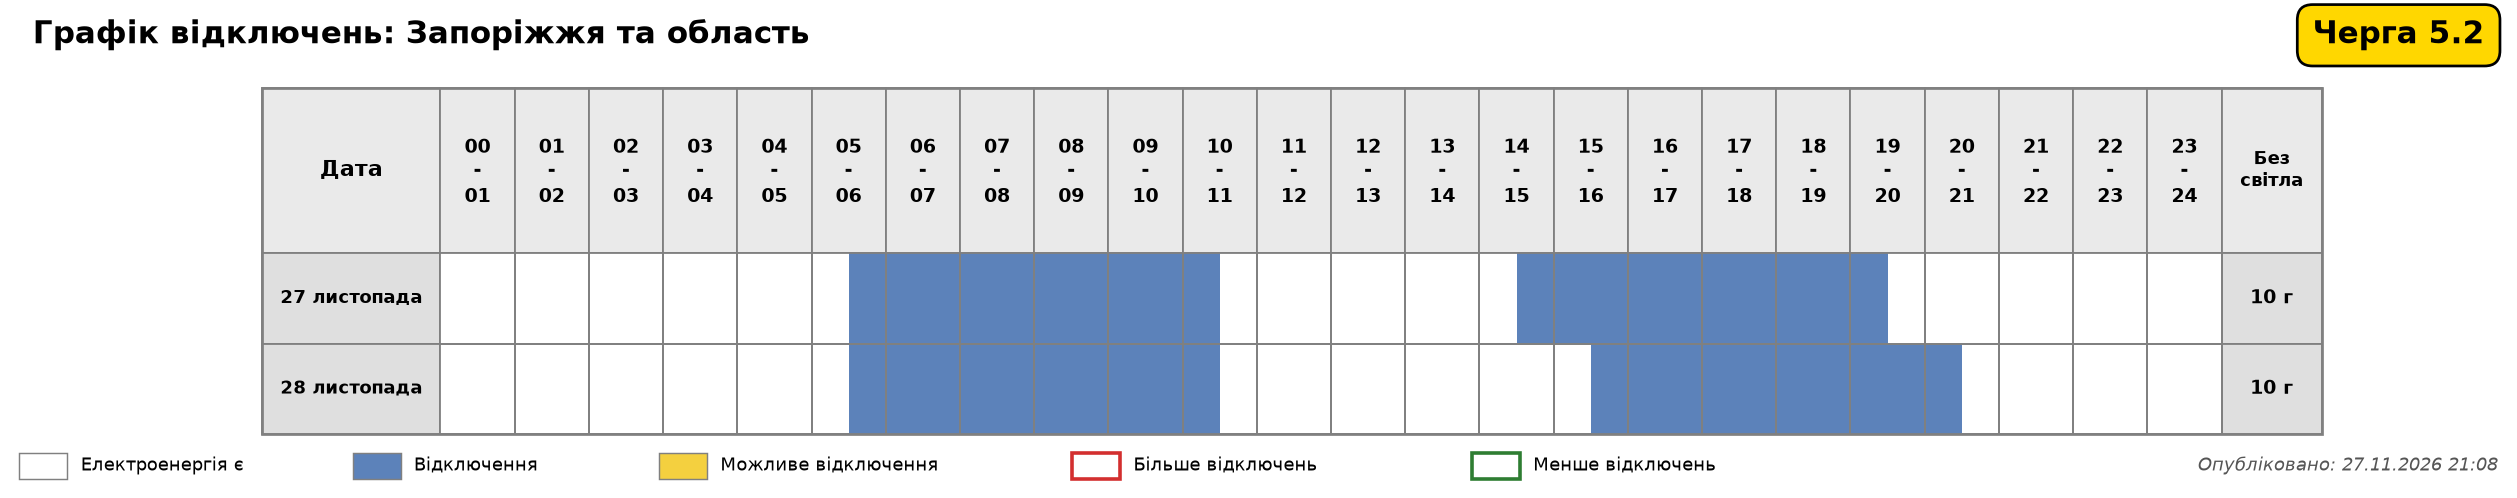 Графік відключень: Запоріжжя та область
Черга 5.2
Дата
00 - 01
01 - 02
02 - 03
03 - 04
04 - 05
05 - 06
06 - 07
07 - 08
08 - 09
09 - 10
10 - 11
11 - 12
12 - 13
13 - 14
14 - 15
15 - 16
16 - 17
17 - 18
18 - 19
19 - 20
20 - 21
21 - 22
22 - 23
23 - 24
Без
світла
27 листопада
10 г
28 листопада
10 г
Електроенергія є
Відключення
Можливе відключення
Більше відключень
Менше відключень
Опубліковано: 27.11.2026 21:08